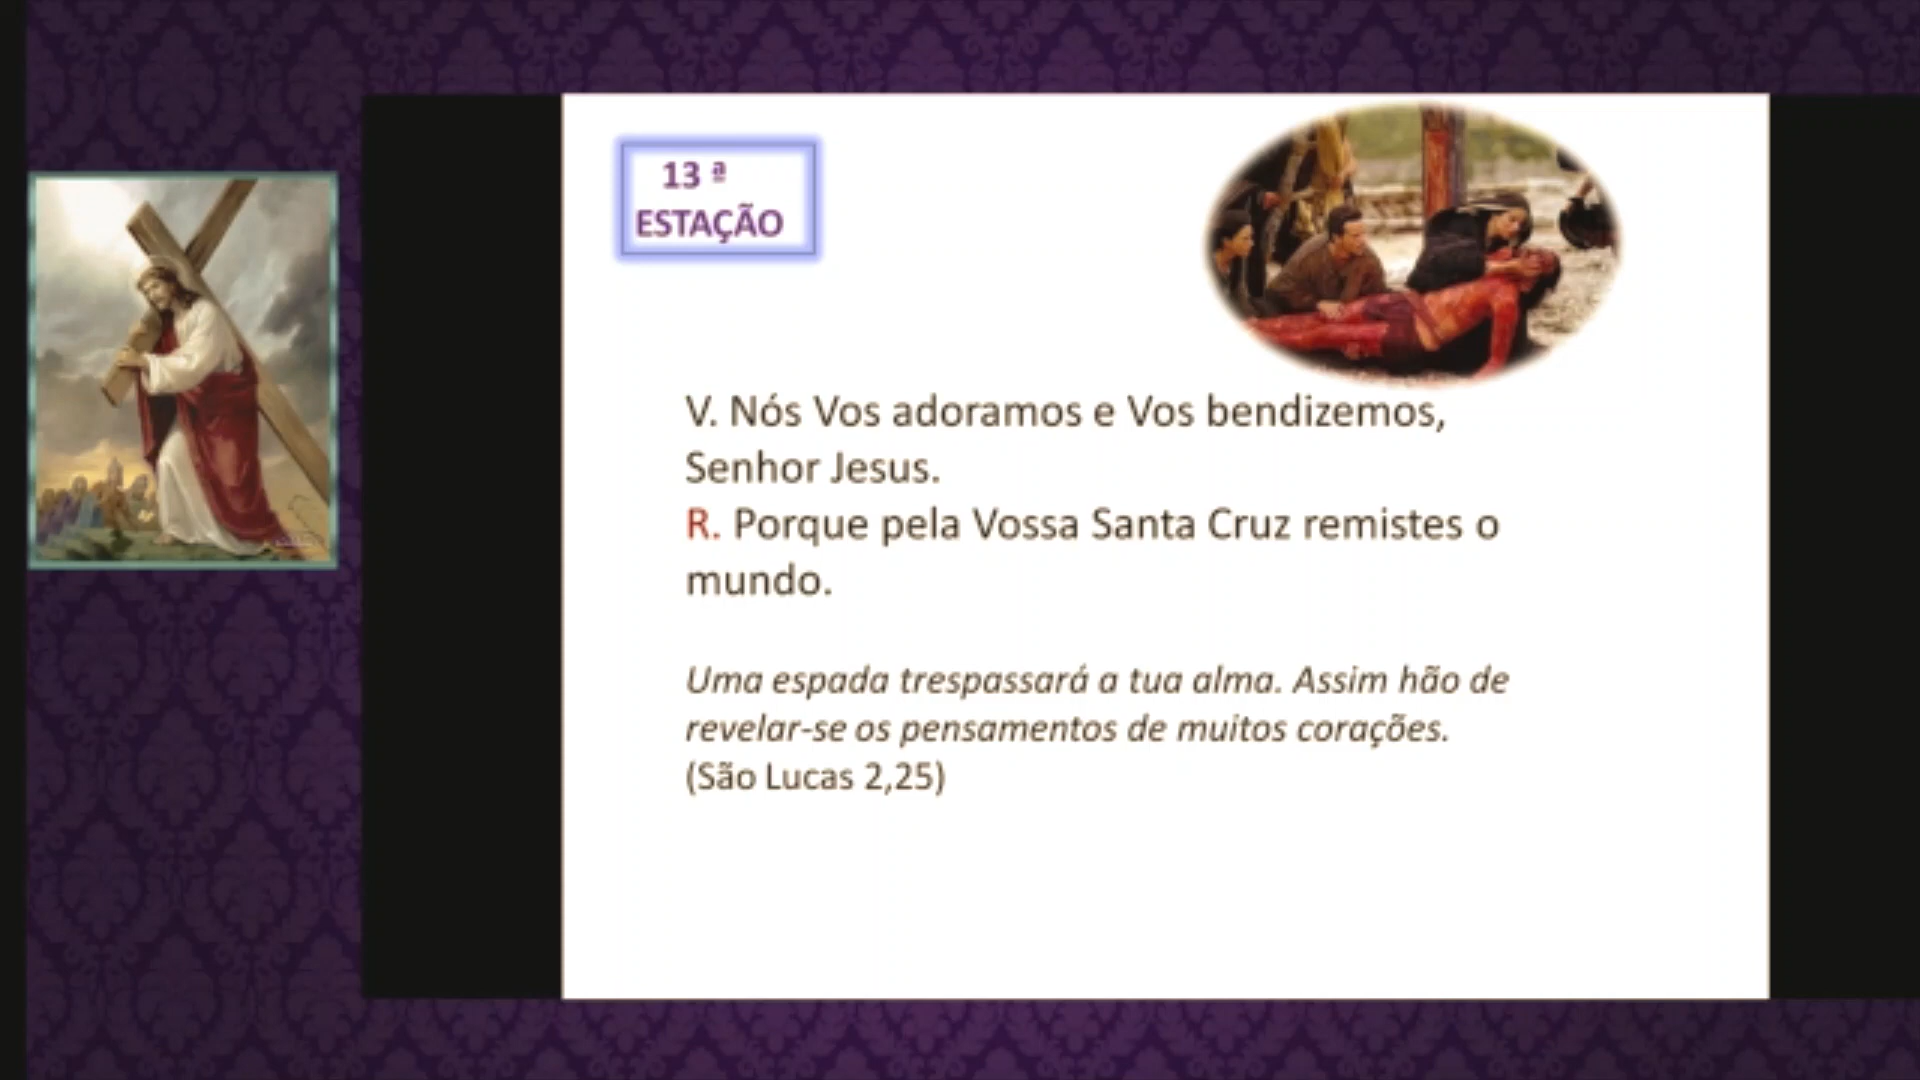 13 ª
ESTAÇÃO
V. Nós Vos adoramos e Vos bendizemos,
Senhor Jesus.
R. Porque pela Vossa Santa Cruz remistes o
mundo.
Uma espada trespassará a tua alma. Assim hão de
revelar-se os pensamentos de muitos corações.
(São Lucas 2,25)